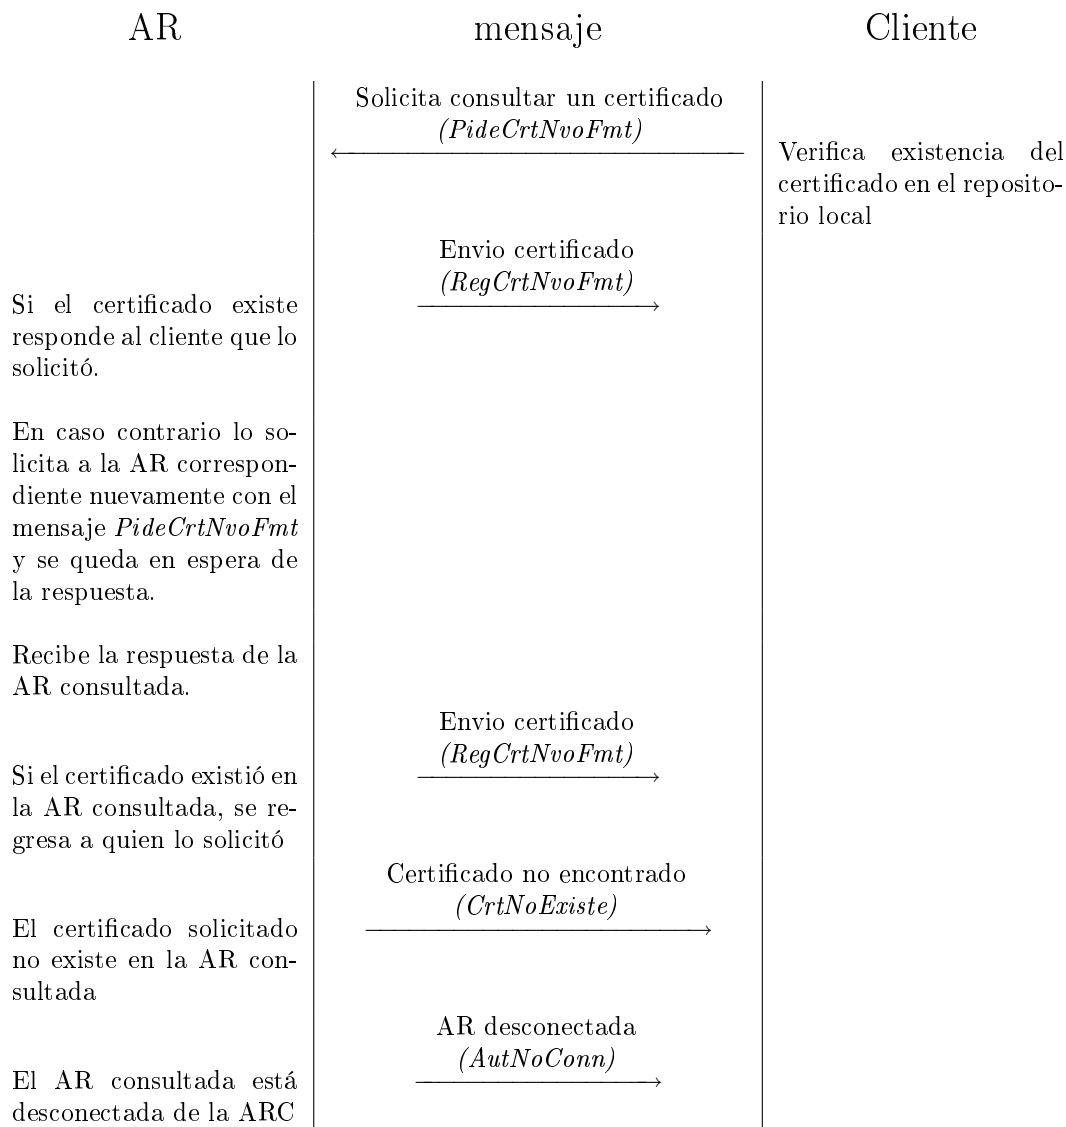 AR mensaje Cliente
Solicita consultar un certificado
(PideCrtNvoFmt)
Verifica existencia del
certificado en el reposito-
rio local
Envio certificado
(RegCrtNvoFmt)
Si el certificado existe
responde al cliente que lo
solicitó.
En caso contrario lo so-
licita a la AR correspon-
diente nuevamente con el
mensaje PideCrtNvoFmt
y se queda en espera de
la respuesta.
Recibe la respuesta de la
AR consultada.
Envio certificado
(RegCrtNvoFmt)
Si el certificado existió en
la AR consultada, se re-
gresa a quien lo solicitó
Certificado no encontrado
(CrtNoExiste)
El certificado solicitado
no existe en la AR con-
sultada
AR desconectada
(AutNoConn)
El AR consultada está
desconectada de la ARC